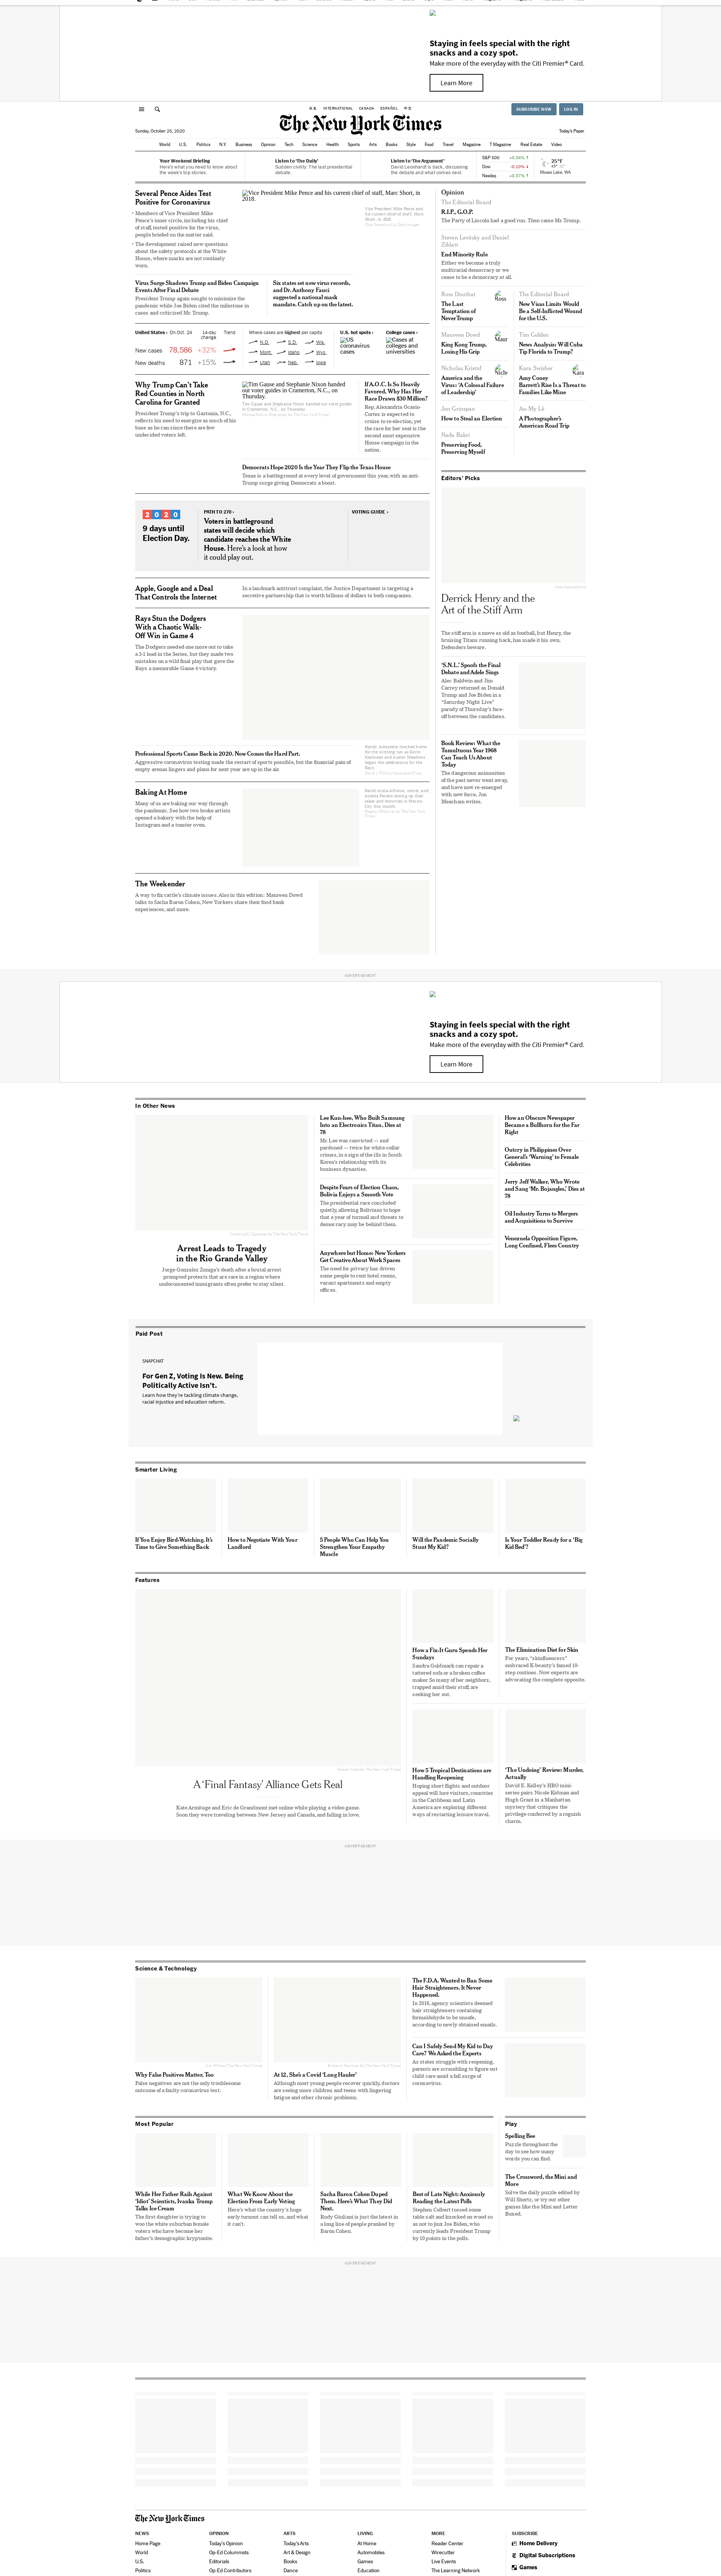 Staying in feels special with the right
snacks and a cozy spot.
Make more of the everyday with the Citi Premier® Card.
Learn More
U.S.
INTERNATIONAL
CANADA
ESPAÑOL
中文
SUBSCRIBE NOW
LOG IN
The New York Times
Sunday, October 25, 2020
Today's Paper
World
U.S.
Politics
N.Y.
Business
Opinion
Tech
Science
Health
Sports
Arts
Books
Style
Food
Travel
Magazine
T Magazine
Real Estate
Video
Your Weekend Briefing
Here's what you need to know about
the week's top stories.
Listen to 'The Daily'
Sudden civility: The last presidential
debate.
Listen to 'The Argument'
David Leonhardt is back, discussing
the debate and what comes next.
S&P 500
+0.34% ↑
Dow
-0.10% ↓
Nasdaq
+0.37% ↑
25°F
Moses Lake, WA
Several Pence Aides Test
Positive for Coronavirus
• Members of Vice President Mike
Pence's inner circle, including his chief
of staff, tested positive for the virus,
people briefed on the matter said.
• The development raised new questions
about the safety protocols at the White
House, where masks are not routinely
worn.
Vice President Mike Pence and his current chief of staff, Marc Short, in
2018.
Vice President Mike Pence and
his current chief of staff, Marc
Short, in 2018.
Virus Surge Shadows Trump and Biden Campaign
Events After Final Debate
President Trump again sought to minimize the
pandemic while Joe Biden cited the milestone in
cases and criticized Mr. Trump.
Six states set new virus records,
and Dr. Anthony Fauci
suggested a national mask
mandate. Catch up on the latest.
United States › On Oct. 24
14-day
change
Trend
New cases
78,586
+32%
New deaths
871
+15%
Where cases are highest per capita
N.D.
S.D.
Wis.
Mont.
Idaho
Wyo.
Utah
Neb.
Iowa
U.S. hot spots ›
US
coronavirus
cases
College cases ›
Cases at
colleges and
universities
Why Trump Can't Take
Red Counties in North
Carolina for Granted
President Trump's trip to Gastonia, N.C.,
reflects his need to energize as much of his
base as he can since there are few
undecided voters left.
Tim Gause and Stephanie Nixon handed
out voter guides in Cramerton, N.C., on
Thursday.
Tim Gause and Stephanie Nixon handed out voter guides
in Cramerton, N.C., on Thursday.
If A.O.C. Is So Heavily
Favored, Why Has Her
Race Drawn $30 Million?
Rep. Alexandria Ocasio-
Cortez is expected to
cruise to re-election, yet
the race for her seat is the
second most expensive
House campaign in the
nation.
Democrats Hope 2020 Is the Year They Flip the Texas House
Texas is a battleground at every level of government this year, with an anti-
Trump surge giving Democrats a boost.
2020
9 days until
Election Day.
PATH TO 270 ›
Voters in battleground
states will decide which
candidate reaches the White
House. Here's a look at how
it could play out.
VOTING GUIDE ›
Apple, Google and a Deal
That Controls the Internet
In a landmark antitrust complaint, the Justice Department is targeting a
secretive partnership that is worth billions of dollars to both companies.
Rays Stun the Dodgers
With a Chaotic Walk-
Off Win in Game 4
The Dodgers needed one more out to take
a 3-1 lead in the Series, but they made two
mistakes on a wild final play that gave the
Rays a memorable Game 4 victory.
Professional Sports Came Back in 2020. Now Comes the Hard Part.
Aggressive coronavirus testing made the restart of sports possible, but the financial pain of
empty arenas lingers and plans for next year are up in the air.
Baking At Home
Many of us are baking our way through
the pandemic. See how two broke artists
opened a bakery with the help of
Instagram and a toaster oven.
The Weekender
A way to fix cattle's climate issues. Also in this edition: Maureen Dowd
talks to Sacha Baron Cohen, New Yorkers share their food bank
experiences, and more.
Opinion
The Editorial Board
R.I.P., G.O.P.
The Party of Lincoln had a good run. Then came Mr. Trump.
Steven Levitsky and Daniel
Ziblatt
End Minority Rule
Either we become a truly
multiracial democracy or we
cease to be a democracy at all.
Ross Douthat
The Last
Temptation of
NeverTrump
The Editorial Board
New Visas Limits Would
Be a Self-Inflicted Wound
for the U.S.
Maureen Dowd
King Kong Trump,
Losing His Grip
Tim Golden
News Analysis: Will Cuba
Tip Florida to Trump?
Nicholas Kristof
America and the
Virus: 'A Colossal Failure
of Leadership'
Kara Swisher
Amy Coney
Barrett's Rise Is a Threat to
Families Like Mine
Jon Grinspan
How to Steal an Election
An-My Lê
A Photographer's
American Road Trip
Nada Bakri
Preserving Food,
Preserving Myself
Editors' Picks
Derrick Henry and the
Art of the Stiff Arm
The stiff arm is a move as old as football, but Henry, the
bruising Titans running back, has made it his own.
Defenders beware.
'S.N.L.' Spoofs the Final
Debate and Adele Sings
Alec Baldwin and Jim
Carrey returned as Donald
Trump and Joe Biden in a
"Saturday Night Live"
parody of Thursday's face-
off between the candidates.
Book Review: What the
Tumultuous Year 1968
Can Teach Us About
Today
The dangerous animosities
of the past never went away,
and have now re-emerged
with new force, Jon
Meacham writes.
ADVERTISEMENT
Staying in feels special with the right
snacks and a cozy spot.
Make more of the everyday with the Citi Premier® Card.
Learn More
In Other News
Arrest Leads to Tragedy
in the Rio Grande Valley
Jorge Gonzalez Zuniga's death after a brutal arrest
prompted protests that are rare in a region where
undocumented immigrants often prefer to stay silent.
Lee Kun-hee, Who Built Samsung
Into an Electronics Titan, Dies at
78
Mr. Lee was convicted — and
pardoned — twice for white collar
crimes, in a sign of the ills in South
Korea's relationship with its
business dynasties.
Despite Fears of Election Chaos,
Bolivia Enjoys a Smooth Vote
The presidential race concluded
quietly, allowing Bolivians to hope
that a year of turmoil and threats to
democracy may be behind them.
Anywhere but Home: New Yorkers
Get Creative About Work Spaces
The need for privacy has driven
some people to rent hotel rooms,
vacant apartments and empty
offices.
How an Obscure Newspaper
Became a Bullhorn for the Far
Right
Outcry in Philippines Over
General's 'Warning' to Female
Celebrities
Jerry Jeff Walker, Who Wrote
and Sang 'Mr. Bojangles,' Dies at
78
Oil Industry Turns to Mergers
and Acquisitions to Survive
Venezuela Opposition Figure,
Long Confined, Flees Country
Paid Post
SNAPCHAT
For Gen Z, Voting Is New. Being
Politically Active Isn't.
Learn how they're tackling climate change,
racial injustice and education reform.
Smarter Living
If You Enjoy Bird-Watching, It's
Time to Give Something Back
How to Negotiate With Your
Landlord
5 People Who Can Help You
Strengthen Your Empathy
Muscle
Will the Pandemic Socially
Stunt My Kid?
Is Your Toddler Ready for a 'Big
Kid Bed'?
Features
A 'Final Fantasy' Alliance Gets Real
Kate Armitage and Eric de Grandmont met online while playing a video game.
Soon they were traveling between New Jersey and Canada, and falling in love.
How a Fix-It Guru Spends Her
Sundays
Sandra Goldmark can repair a
tattered sofa or a broken coffee
maker. So many of her neighbors,
trapped amid their stuff, are
seeking her out.
The Elimination Diet for Skin
For years, "skinfluencers"
embraced K-beauty's famed 10-
step routines. Now experts are
advocating the complete opposite.
How 5 Tropical Destinations are
Handling Reopening
Hoping short flights and outdoor
appeal will lure visitors, countries
in the Caribbean and Latin
America are exploring different
ways of restarting leisure travel.
'The Undoing' Review: Murder,
Actually
David E. Kelley's HBO mini-
series pairs Nicole Kidman and
Hugh Grant in a Manhattan
mystery that critiques the
privilege conferred by a roguish
charm.
ADVERTISEMENT
Science & Technology
Why False Positives Matter, Too
False negatives are not the only troublesome
outcome of a faulty coronavirus test.
At 12, She's a Covid 'Long Hauler'
Although most young people recover quickly, doctors
are seeing more children and teens with lingering
fatigue and other chronic problems.
The F.D.A. Wanted to Ban Some
Hair Straighteners. It Never
Happened.
In 2016, agency scientists deemed
hair straighteners containing
formaldehyde to be unsafe,
according to newly obtained emails.
Can I Safely Send My Kid to Day
Care? We Asked the Experts
As states struggle with reopening,
parents are scrambling to figure out
child care amid a fall surge of
coronavirus.
Most Popular
While Her Father Rails Against
'Idiot' Scientists, Ivanka Trump
Talks Ice Cream
The first daughter is trying to
woo the white suburban female
voters who have become her
father's demographic kryptonite.
What We Know About the
Election From Early Voting
Here's what the country's huge
early turnout can tell us, and what
it can't.
Sacha Baron Cohen Duped
Them. Here's What They Did
Next.
Rudy Giuliani is just the latest in
a long line of people pranked by
Baron Cohen.
Best of Late Night: Anxiously
Reading the Latest Polls
Stephen Colbert tossed some
table salt and knocked on wood so
as not to jinx Joe Biden, who
currently leads President Trump
by 10 points in the polls.
Play
Spelling Bee
Puzzle throughout the
day to see how many
words you can find.
The Crossword, the Mini and
More
Solve the daily puzzle edited by
Will Shortz, or try out other
games like the Mini and Letter
Boxed.
ADVERTISEMENT
The New York Times
NEWS
Home Page
World
U.S.
Politics
OPINION
Today's Opinion
Op-Ed Columnists
Editorials
Op-Ed Contributors
ARTS
Today's Arts
Art & Design
Books
Dance
LIVING
At Home
Automobiles
Games
Education
MORE
Reader Center
Wirecutter
Live Events
The Learning Network
SUBSCRIBE
Home Delivery
Digital Subscriptions
Games